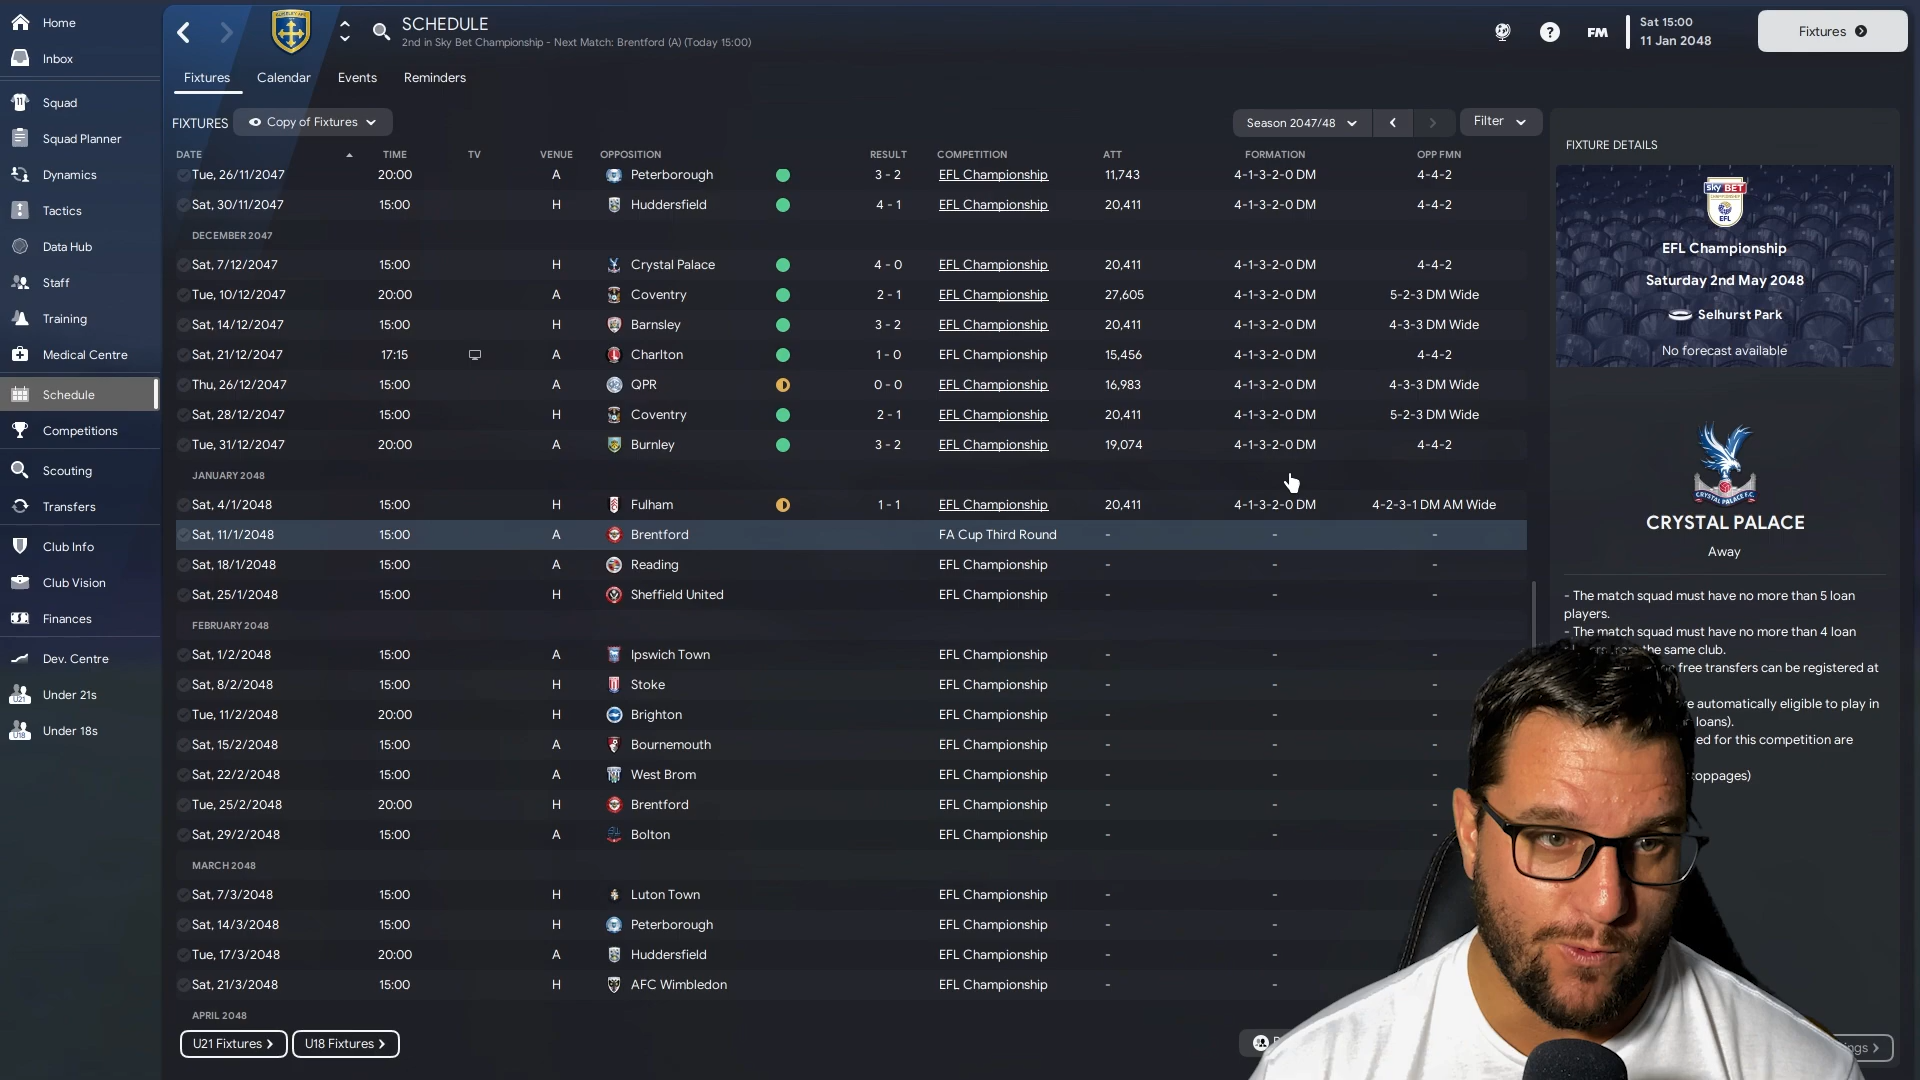 Home
Inbox
Squad
Squad Planner
Dynamics
Tactics
Data Hub
Staff
Training
Medical Centre
Schedule
Competitions
Scouting
Transfers
Club Info
Club Vision
Finances
Dev. Centre
Under 21s
Under 18s
SCHEDULE
2nd in Sky Bet Championship - Next Match: Brentford (A) (Today 15:00)
FM
Sat 15:00
11 Jan 2048
Fixtures
Fixtures Calendar Events Reminders
FIXTURES Copy of Fixtures
Season 2047/48 Filter
DATE TIME TV VENUE OPPOSITION RESULT COMPETITION ATT FORMATION OPP FMN
Tue, 26/11/2047 20:00 A Peterborough 3 - 2 EFL Championship 11,743 4-1-3-2-0 DM 4-4-2
Sat, 30/11/2047 15:00 H Huddersfield 4 - 1 EFL Championship 20,411 4-1-3-2-0 DM 4-4-2
DECEMBER 2047
Sat, 7/12/2047 15:00 H Crystal Palace 4 - 0 EFL Championship 20,411 4-1-3-2-0 DM 4-4-2
Tue, 10/12/2047 20:00 A Coventry 2 - 1 EFL Championship 27,605 4-1-3-2-0 DM 5-2-3 DM Wide
Sat, 14/12/2047 15:00 H Barnsley 3 - 2 EFL Championship 20,411 4-1-3-2-0 DM 4-3-3 DM Wide
Sat, 21/12/2047 17:15 A Charlton 1 - 0 EFL Championship 15,456 4-1-3-2-0 DM 4-4-2
Thu, 26/12/2047 15:00 A QPR 0 - 0 EFL Championship 16,983 4-1-3-2-0 DM 4-3-3 DM Wide
Sat, 28/12/2047 15:00 H Coventry 2 - 1 EFL Championship 20,411 4-1-3-2-0 DM 5-2-3 DM Wide
Tue, 31/12/2047 20:00 A Burnley 3 - 2 EFL Championship 19,074 4-1-3-2-0 DM 4-4-2
JANUARY 2048
Sat, 4/1/2048 15:00 H Fulham 1 - 1 EFL Championship 20,411 4-1-3-2-0 DM 4-2-3-1 DM AM Wide
Sat, 11/1/2048 15:00 A Brentford FA Cup Third Round - - -
Sat, 18/1/2048 15:00 A Reading EFL Championship - - -
Sat, 25/1/2048 15:00 H Sheffield United EFL Championship - - -
FEBRUARY 2048
Sat, 1/2/2048 15:00 A Ipswich Town EFL Championship - - -
Sat, 8/2/2048 15:00 H Stoke EFL Championship - - -
Tue, 11/2/2048 20:00 H Brighton EFL Championship - - -
Sat, 15/2/2048 15:00 A Bournemouth EFL Championship - - -
Sat, 22/2/2048 15:00 A West Brom EFL Championship - - -
Tue, 25/2/2048 20:00 H Brentford EFL Championship - - -
Sat, 29/2/2048 15:00 A Bolton EFL Championship - - -
MARCH 2048
Sat, 7/3/2048 15:00 H Luton Town EFL Championship - - -
Sat, 14/3/2048 15:00 H Peterborough EFL Championship - -
Tue, 17/3/2048 20:00 A Huddersfield EFL Championship - -
Sat, 21/3/2048 15:00 H AFC Wimbledon EFL Championship - -
APRIL 2048
U21 Fixtures U18 Fixtures
FIXTURE DETAILS
sky BET
EFL
EFL Championship
Saturday 2nd May 2048
Selhurst Park
No forecast available
CRYSTAL PALACE F.C.
CRYSTAL PALACE
Away
- The match squad must have no more than 5 loan
players.
- The match squad must have no more than 4 loan
the same club.
free transfers can be registered at
automatically eligible to play in
loans).
for this competition are